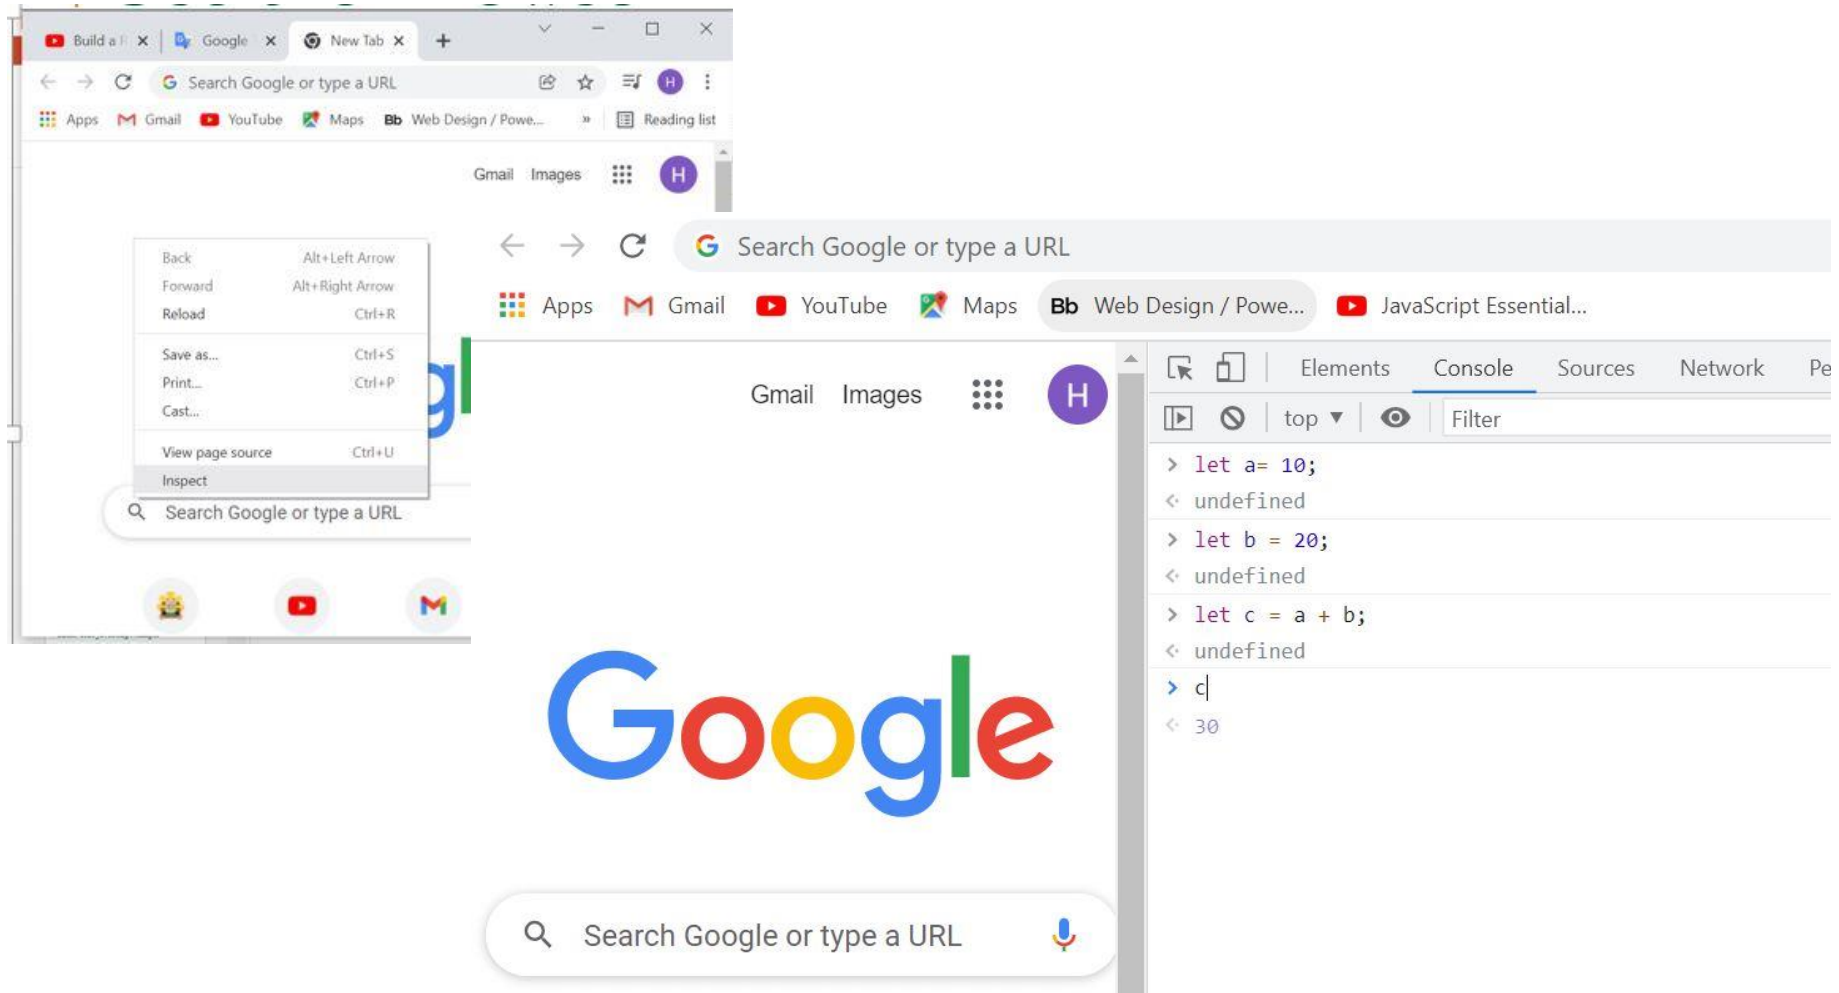 Build a
Google
New Tab
Search Google or type a URL
H
Apps Gmail YouTube Maps Bb Web Design / Powe... » Reading list
Gmail Images H
Back Alt+Left Arrow
Forward Alt+Right Arrow
Reload Ctrl+R
Save as... Ctrl+S
Print... Ctrl+P
Cast...
View page source Ctrl+U
Inspect
Search Google or type a URL
Search Google or type a URL
Apps Gmail YouTube Maps Bb Web Design / Powe... JavaScript Essential...
Gmail Images H
Google
Search Google or type a URL
Elements Console Sources Network Pe
top ▼ Filter
> let a= 10;
undefined
> let b = 20;
undefined
> let c = a + b;
undefined
> c
30